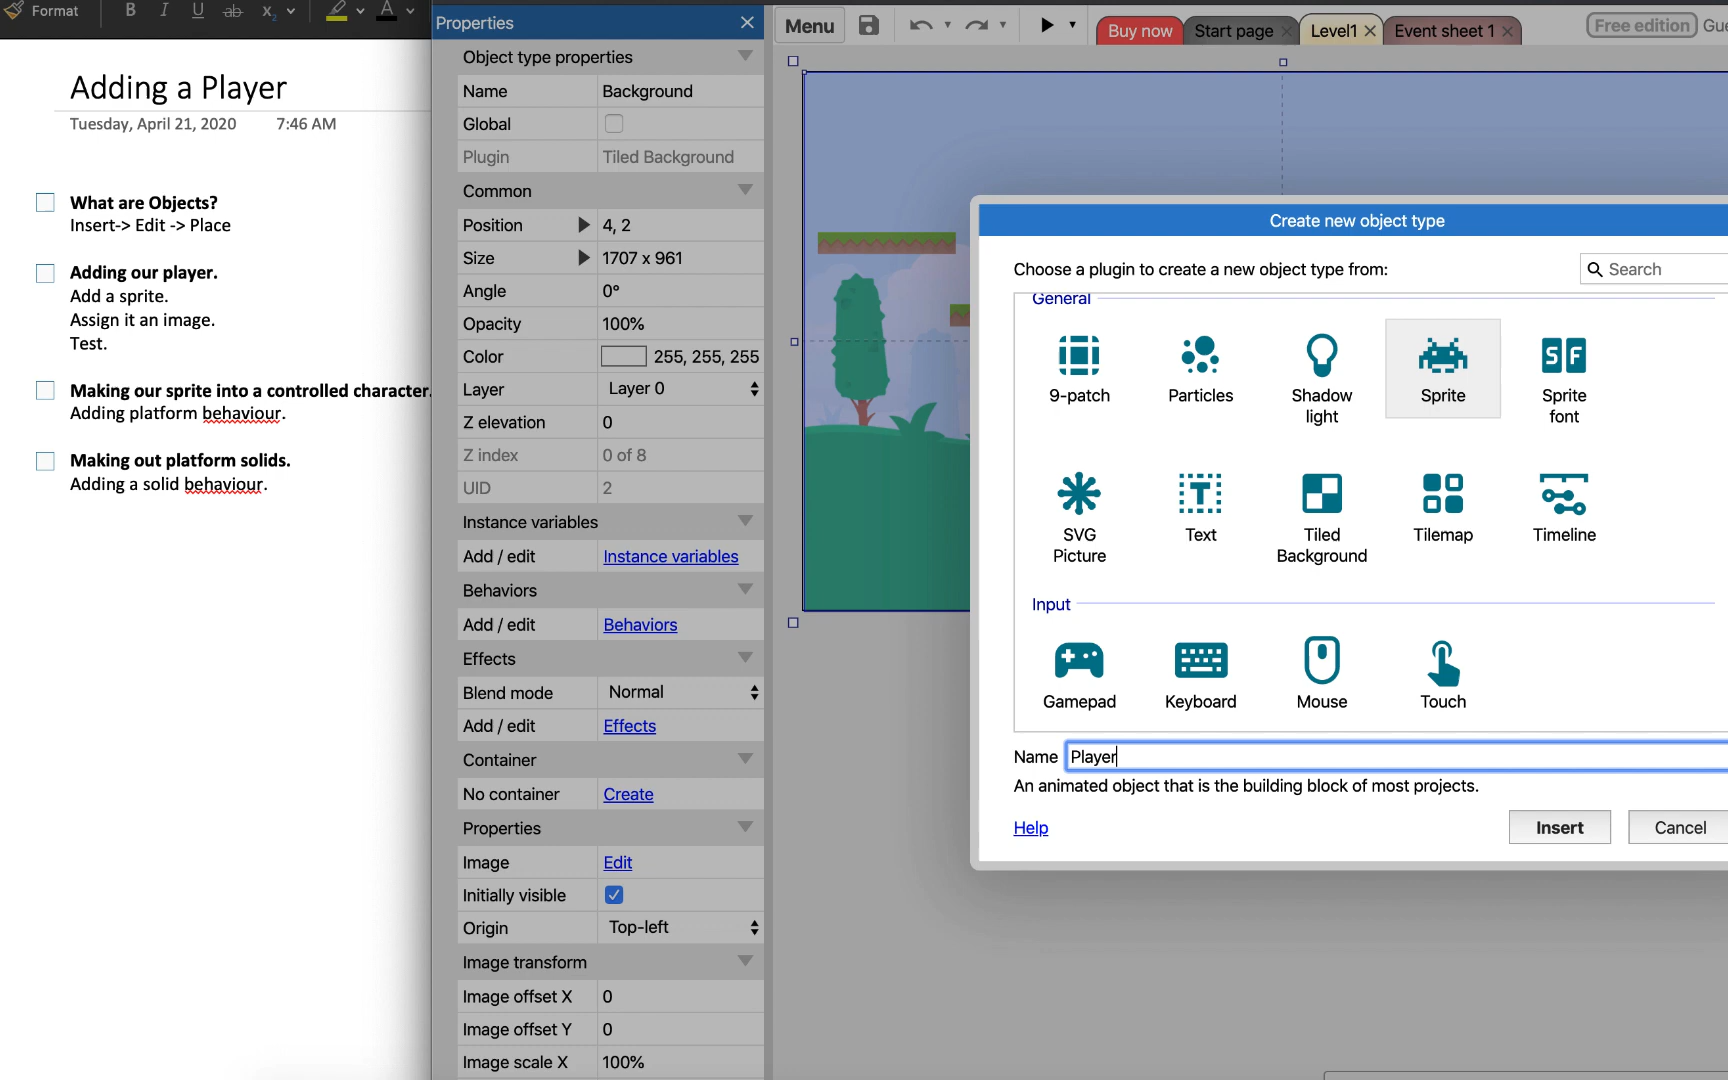 Format
B I U ab X₂ A
Adding a Player
Tuesday, April 21, 2020 7:46 AM
What are Objects?
Insert-> Edit -> Place
Adding our player.
Add a sprite.
Assign it an image.
Test.
Making our sprite into a controlled character.
Adding platform behaviour.
Making out platform solids.
Adding a solid behaviour.
Properties
Object type properties
Name Background
Global
Plugin Tiled Background
Common
Position 4, 2
Size 1707 x 961
Angle 0°
Opacity 100%
Color 255, 255, 255
Layer Layer 0
Z elevation 0
Z index 0 of 8
UID 2
Instance variables
Add / edit Instance variables
Behaviors
Add / edit Behaviors
Effects
Blend mode Normal
Add / edit Effects
Container
No container Create
Properties
Image Edit
Initially visible
Origin Top-left
Image transform
Image offset X 0
Image offset Y 0
Image scale X 100%
Menu
Buy now
Start page
Level1
Event sheet 1
Free edition
Create new object type
Choose a plugin to create a new object type from:
Search
General
9-patch
Particles
Shadow
light
Sprite
Sprite
font
SVG
Picture
Text
Tiled
Background
Tilemap
Timeline
Input
Gamepad
Keyboard
Mouse
Touch
Name Player
An animated object that is the building block of most projects.
Help
Insert
Cancel